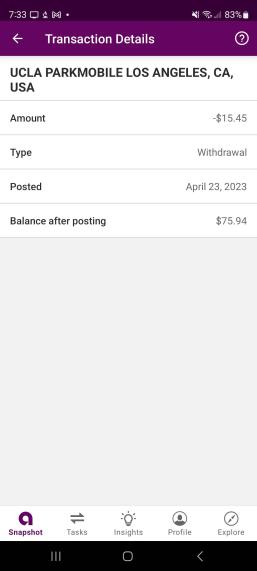 7:33
83%
Transaction Details
UCLA PARKMOBILE LOS ANGELES, CA,
USA
Amount -$15.45
Type Withdrawal
Posted April 23, 2023
Balance after posting $75.94
Snapshot Tasks Insights Profile Explore